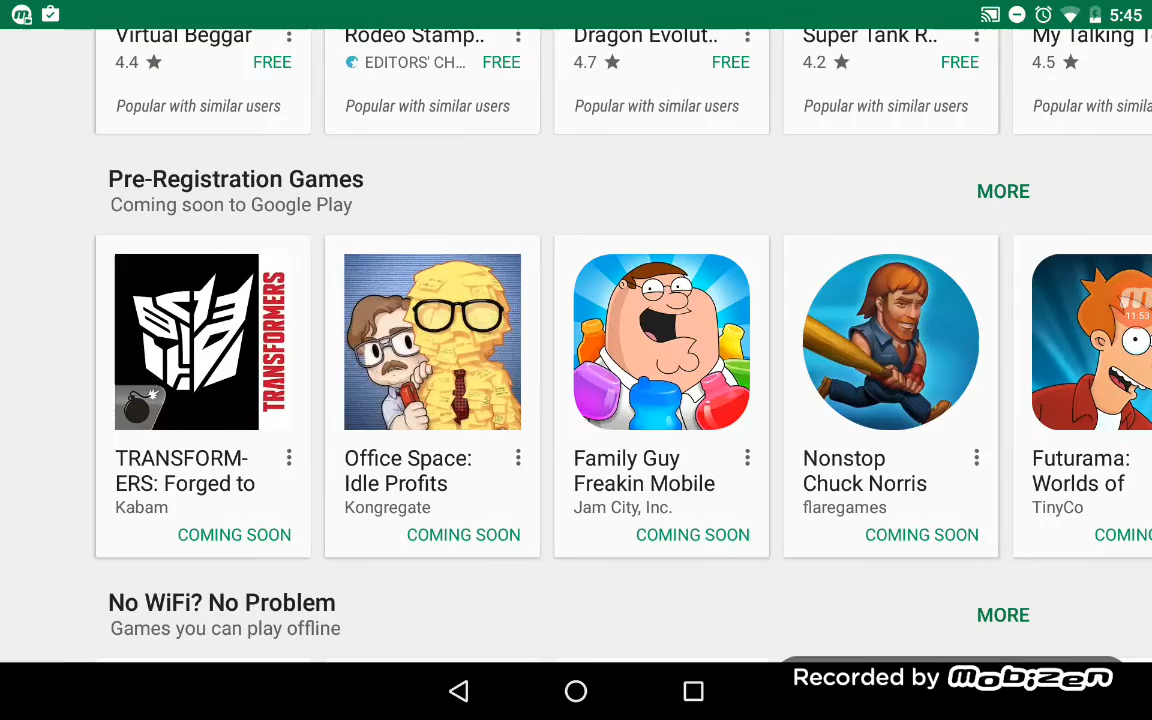 5:45
Virtual Beggar
4.4 ★ FREE
Popular with similar users
Rodeo Stamp..
EDITORS' CH... FREE
Popular with similar users
Dragon Evolut..
4.7 ★ FREE
Popular with similar users
Super Tank R..
4.2 ★ FREE
Popular with similar users
My Talking T
4.5 ★
Popular with simila
Pre-Registration Games
Coming soon to Google Play
MORE
TRANSFORMERS
TRANSFORM-
ERS: Forged to
Kabam
COMING SOON
Office Space:
Idle Profits
Kongregate
COMING SOON
Family Guy
Freakin Mobile
Jam City, Inc.
COMING SOON
Nonstop
Chuck Norris
flaregames
COMING SOON
11:53
Futurama:
Worlds of
TinyCo
COMIN
No WiFi? No Problem
Games you can play offline
MORE
Recorded by mobizen